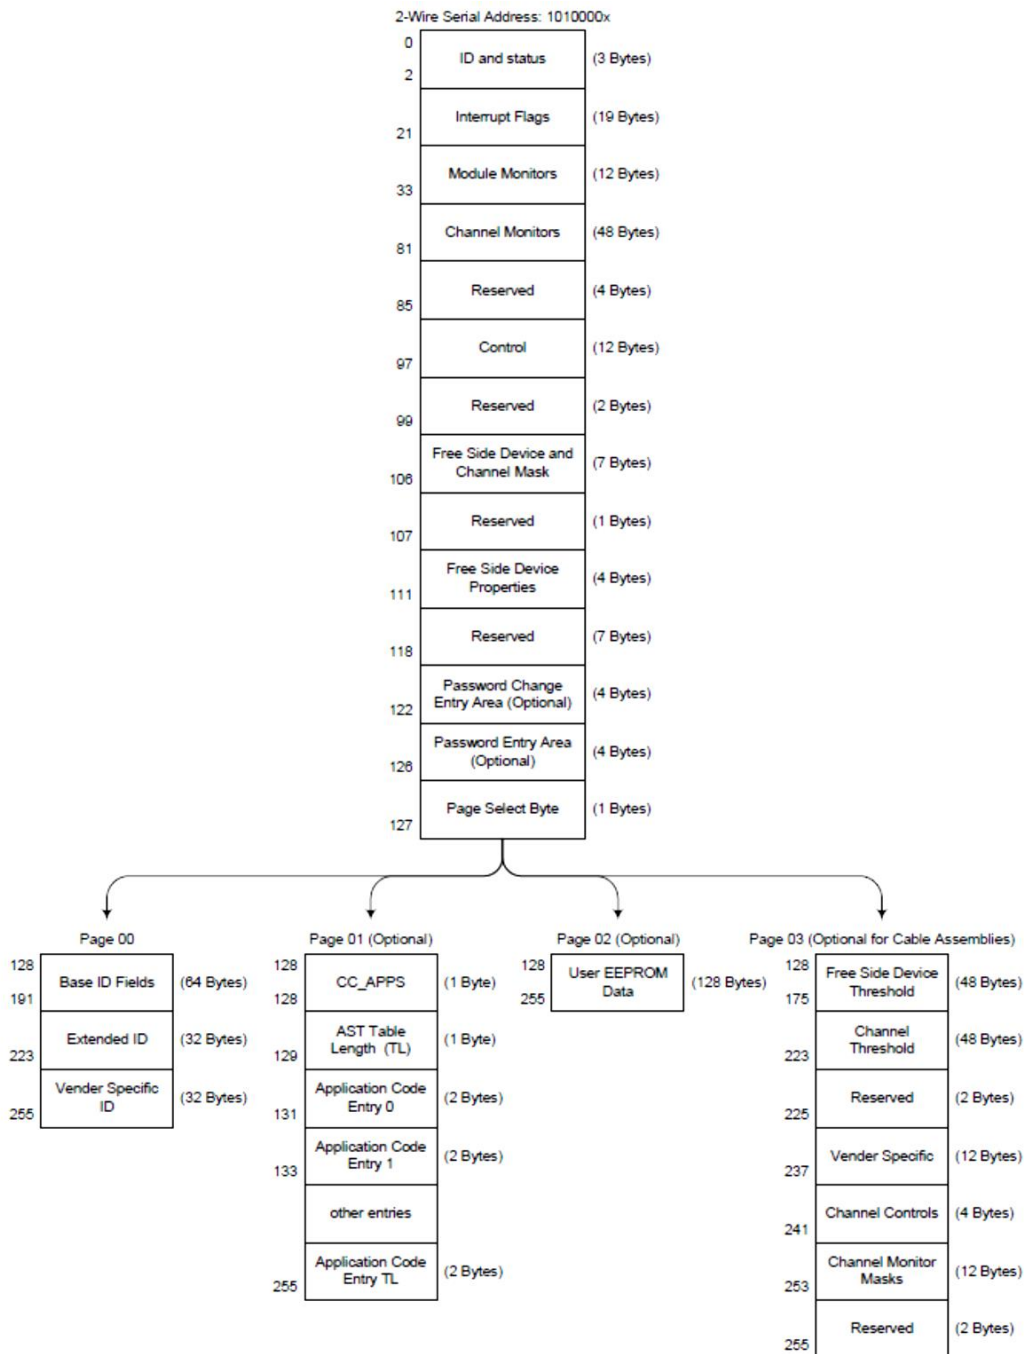 2-Wire Serial Address: 1010000x
0
ID and status (3 Bytes)
2
Interrupt Flags (19 Bytes)
21
Module Monitors (12 Bytes)
33
Channel Monitors (48 Bytes)
81
Reserved (4 Bytes)
85
Control (12 Bytes)
97
Reserved (2 Bytes)
99
Free Side Device and
Channel Mask
(7 Bytes)
106
Reserved (1 Bytes)
107
Free Side Device
Properties
(4 Bytes)
111
Reserved (7 Bytes)
118
Password Change
Entry Area (Optional)
(4 Bytes)
122
Password Entry Area
(Optional)
(4 Bytes)
126
Page Select Byte (1 Bytes)
127
Page 00
128
Base ID Fields (64 Bytes)
191
Extended ID (32 Bytes)
223
Vender Specific
ID
(32 Bytes)
255
Page 01 (Optional)
128
CC_APPS (1 Byte)
128
AST Table
Length (TL)
(1 Byte)
129
Application Code
Entry 0
(2 Bytes)
131
Application Code
Entry 1
(2 Bytes)
133
other entries
Application Code
Entry TL
(2 Bytes)
255
Page 02 (Optional)
128
User EEPROM
Data
(128 Bytes)
255
Page 03 (Optional for Cable Assemblies)
128
Free Side Device
Threshold
(48 Bytes)
175
Channel
Threshold
(48 Bytes)
223
Reserved (2 Bytes)
225
Vender Specific (12 Bytes)
237
Channel Controls (4 Bytes)
241
Channel Monitor
Masks
(12 Bytes)
253
Reserved (2 Bytes)
255